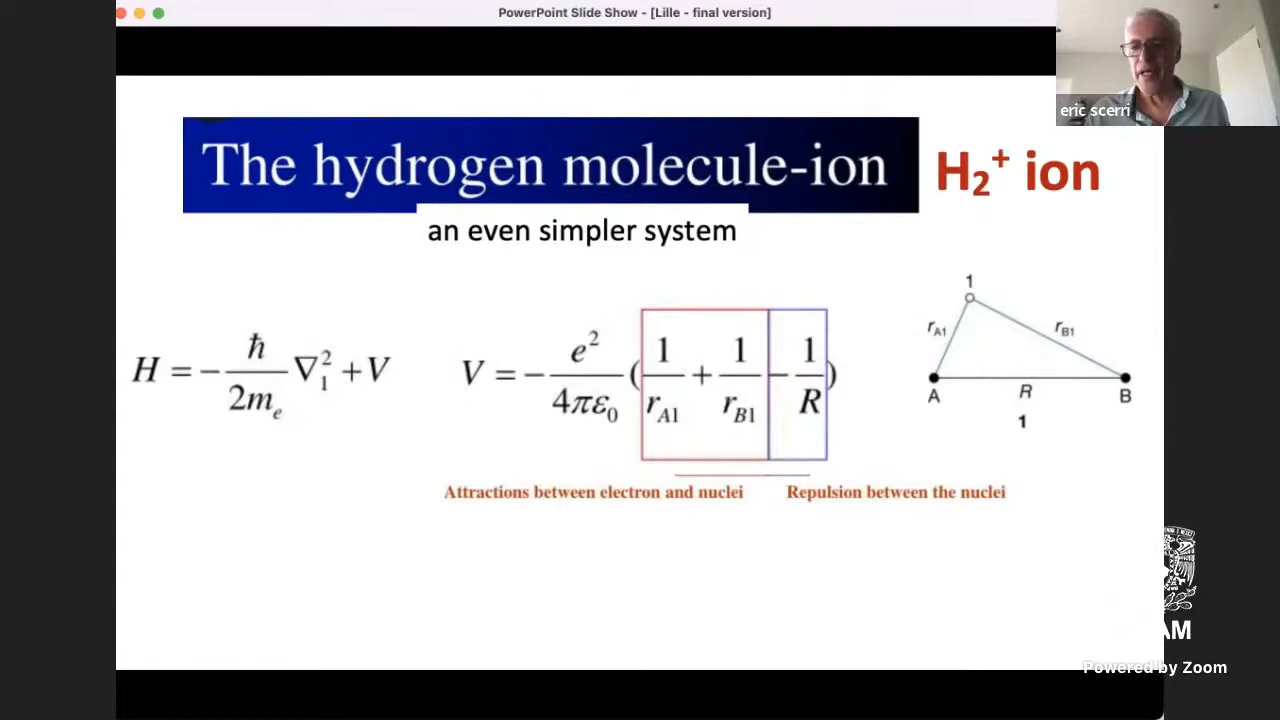 PowerPoint Slide Show - [Lille - final version]
eric scerri
The hydrogen molecule-ion
H₂⁺ ion
an even simpler system
H = − ħ/2mₑ ∇₁² + V
V = − e²/4πε₀ (1/r_A1 + 1/r_B1 − 1/R)
1
r_A1
r_B1
A
R
B
1
Attractions between electron and nuclei
Repulsion between the nuclei
AM
Powered by Zoom